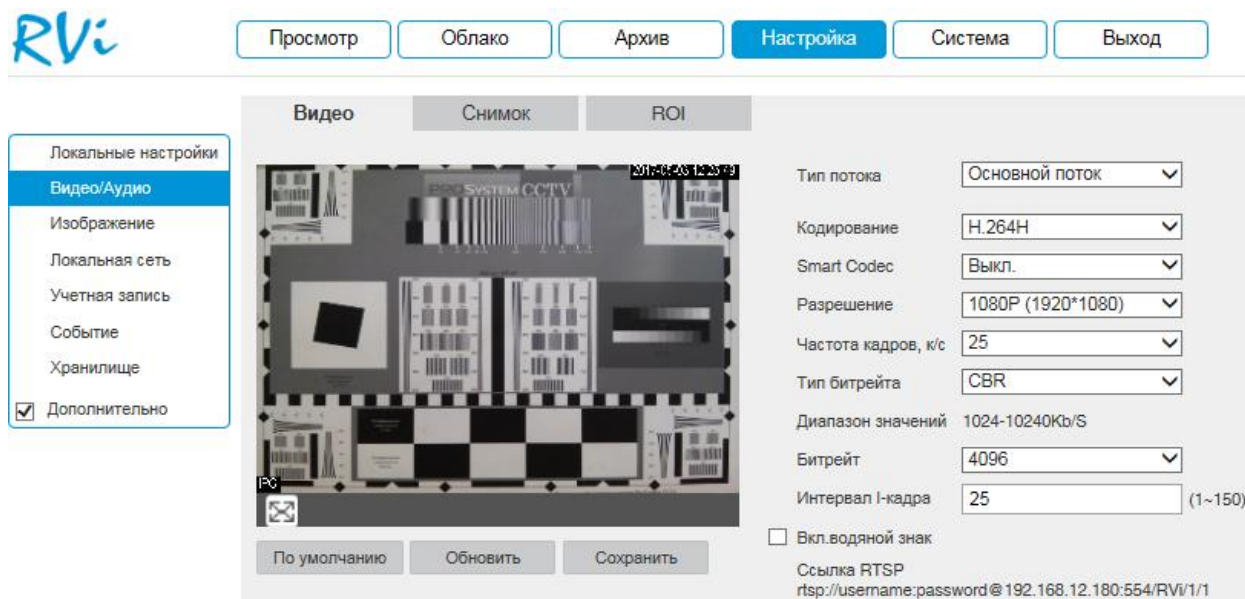 RVi
Просмотр Облако Архив Настройка Система Выход
Видео Снимок ROI
Локальные настройки
Видео/Аудио
Изображение
Локальная сеть
Учетная запись
Событие
Хранилище
Дополнительно
PROSYSTEM CCTV
IPC
По умолчанию Обновить Сохранить
Тип потока Основной поток
Кодирование H.264H
Smart Codec Выкл.
Разрешение 1080P (1920*1080)
Частота кадров, к/с 25
Тип битрейта CBR
Диапазон значений 1024-10240Kb/S
Битрейт 4096
Интервал I-кадра 25 (1~150)
Вкл.водяной знак
Ссылка RTSP
rtsp://username:password@192.168.12.180:554/RVi/1/1